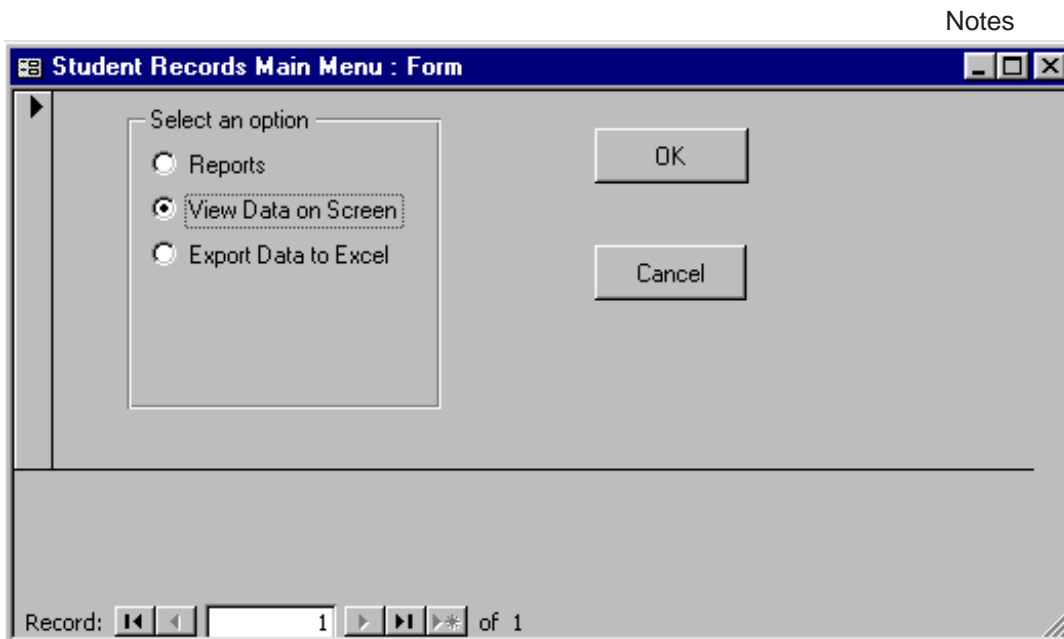 Notes
Student Records Main Menu : Form
Select an option
Reports
OK
View Data on Screen
Export Data to Excel
Cancel
Record: 1 of 1